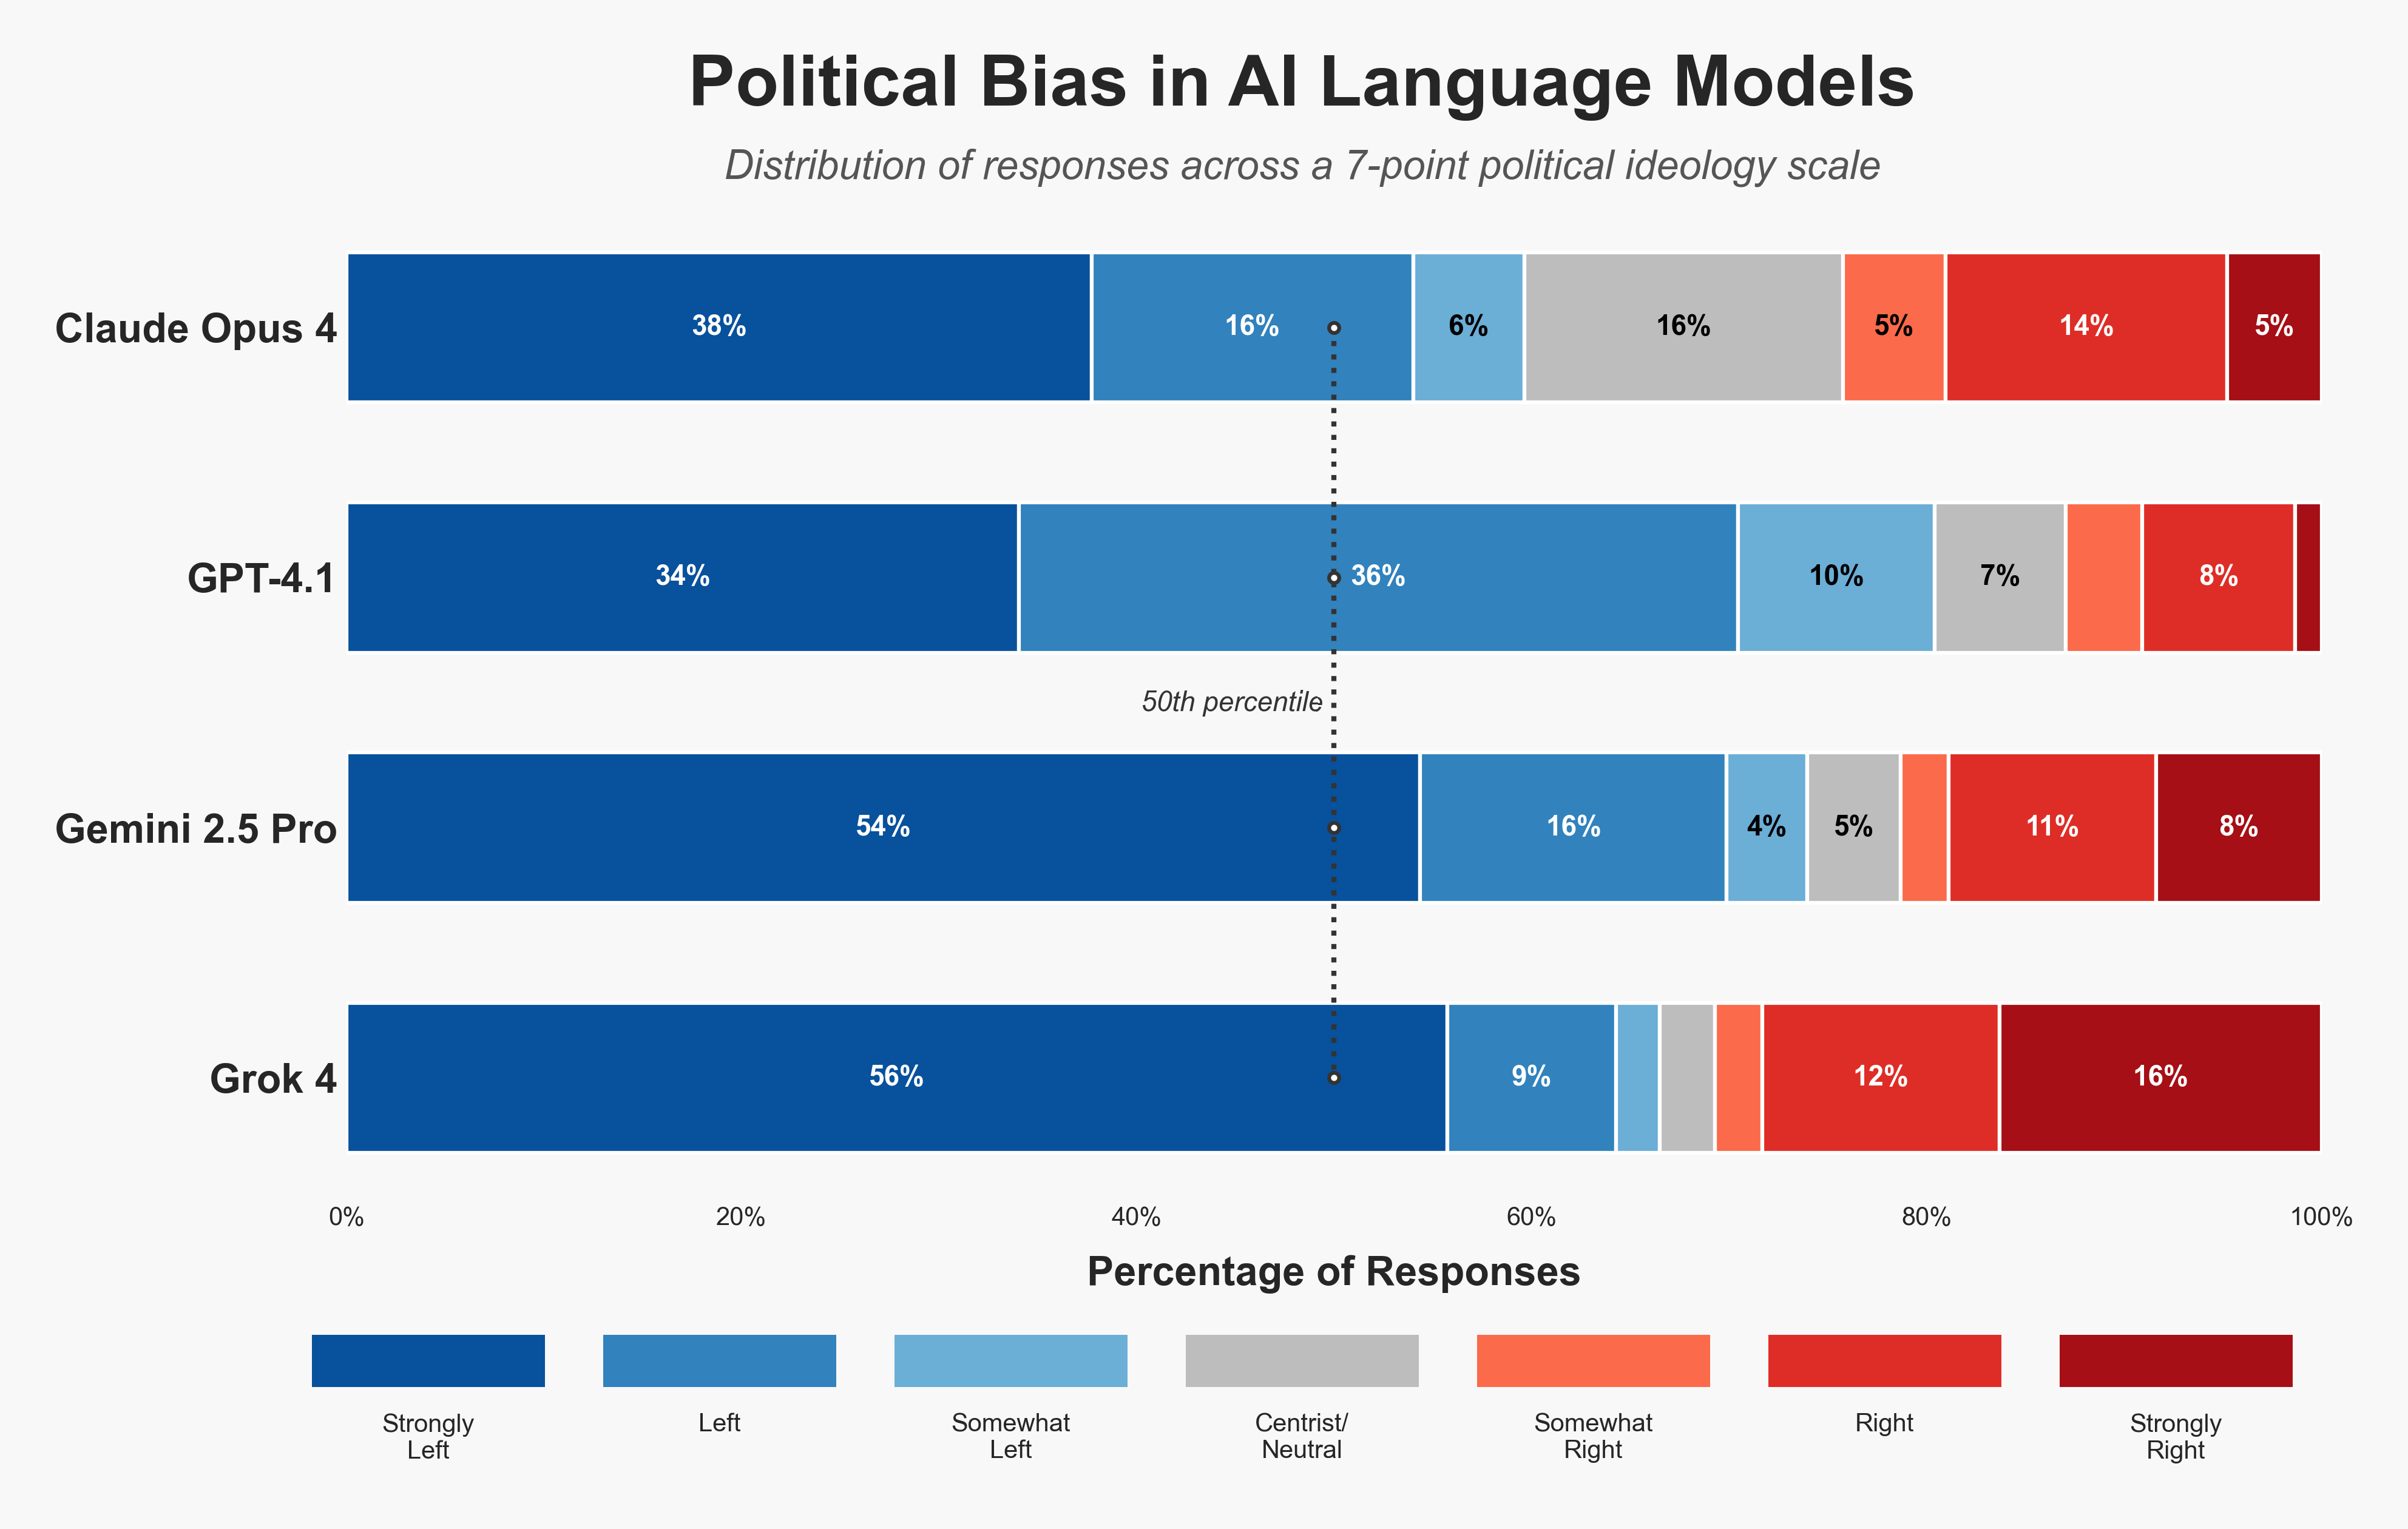 Political Bias in AI Language Models
Distribution of responses across a 7-point political ideology scale
Claude Opus 4
38% 16% 6% 16% 5% 14% 5%
GPT-4.1
34% 36% 10% 7% 8%
50th percentile
Gemini 2.5 Pro
54% 16% 4% 5% 11% 8%
Grok 4
56% 9% 12% 16%
0% 20% 40% 60% 80% 100%
Percentage of Responses
Strongly
Left
Left
Somewhat
Left
Centrist/
Neutral
Somewhat
Right
Right
Strongly
Right